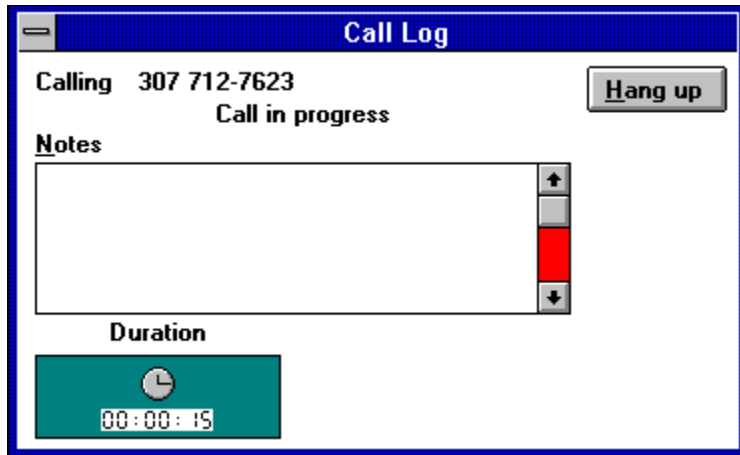 Call Log
Calling 307 712-7623
Hang up
Call in progress
Notes
Duration
00:00:15